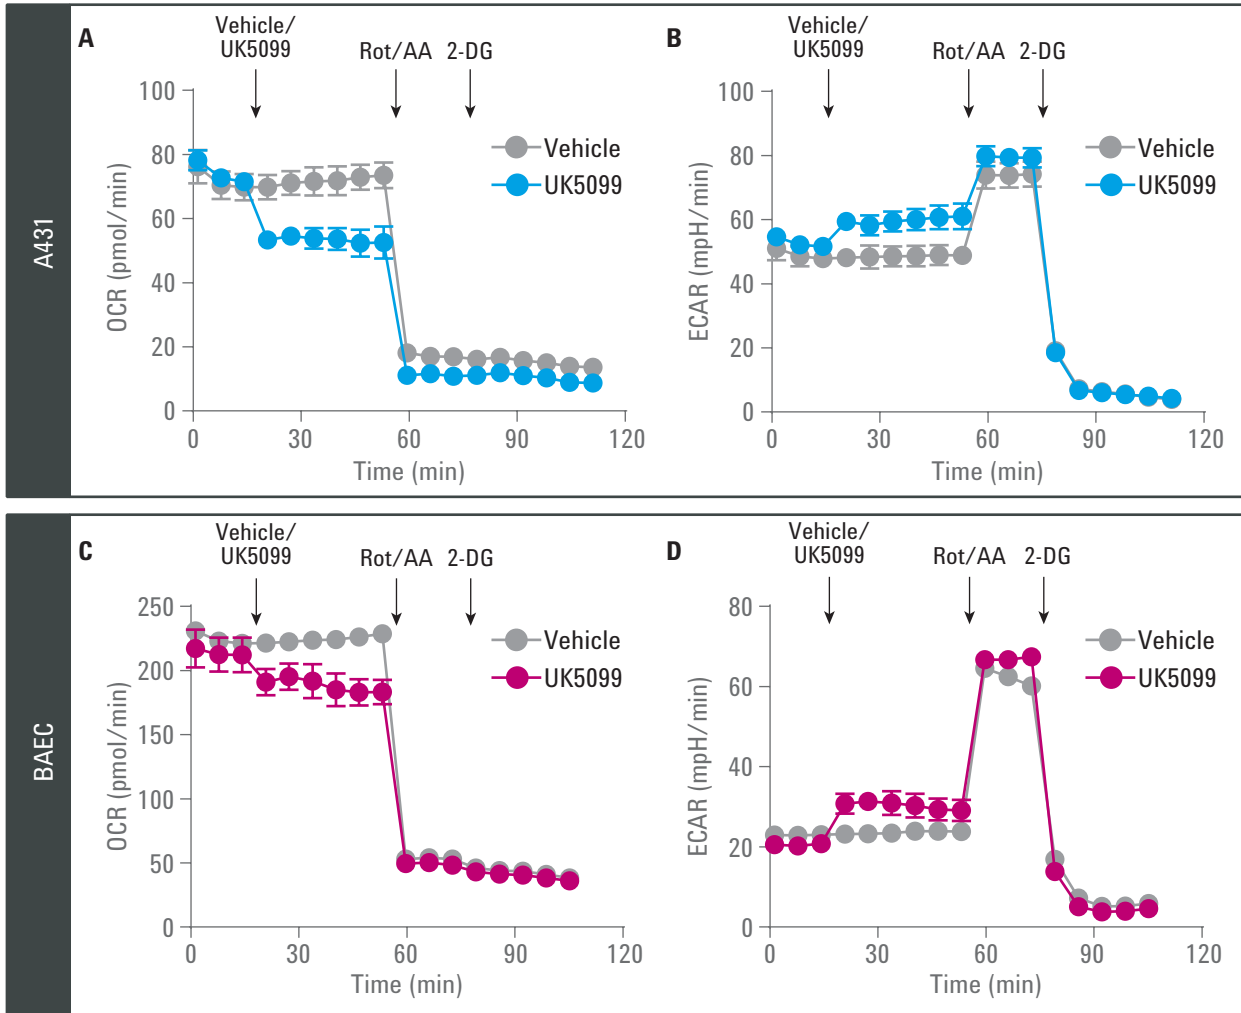 A431
A
Vehicle/
UK5099
Rot/AA
2-DG
Vehicle
UK5099
OCR (pmol/min)
100
80
60
40
20
0
0 30 60 90 120
Time (min)
B
Vehicle/
UK5099
Rot/AA
2-DG
Vehicle
UK5099
ECAR (mpH/min)
100
80
60
40
20
0
0 30 60 90 120
Time (min)
BAEC
C
Vehicle/
UK5099
Rot/AA
2-DG
Vehicle
UK5099
OCR (pmol/min)
250
200
150
100
50
0
0 30 60 90 120
Time (min)
D
Vehicle/
UK5099
Rot/AA
2-DG
Vehicle
UK5099
ECAR (mpH/min)
80
60
40
20
0
0 30 60 90 120
Time (min)